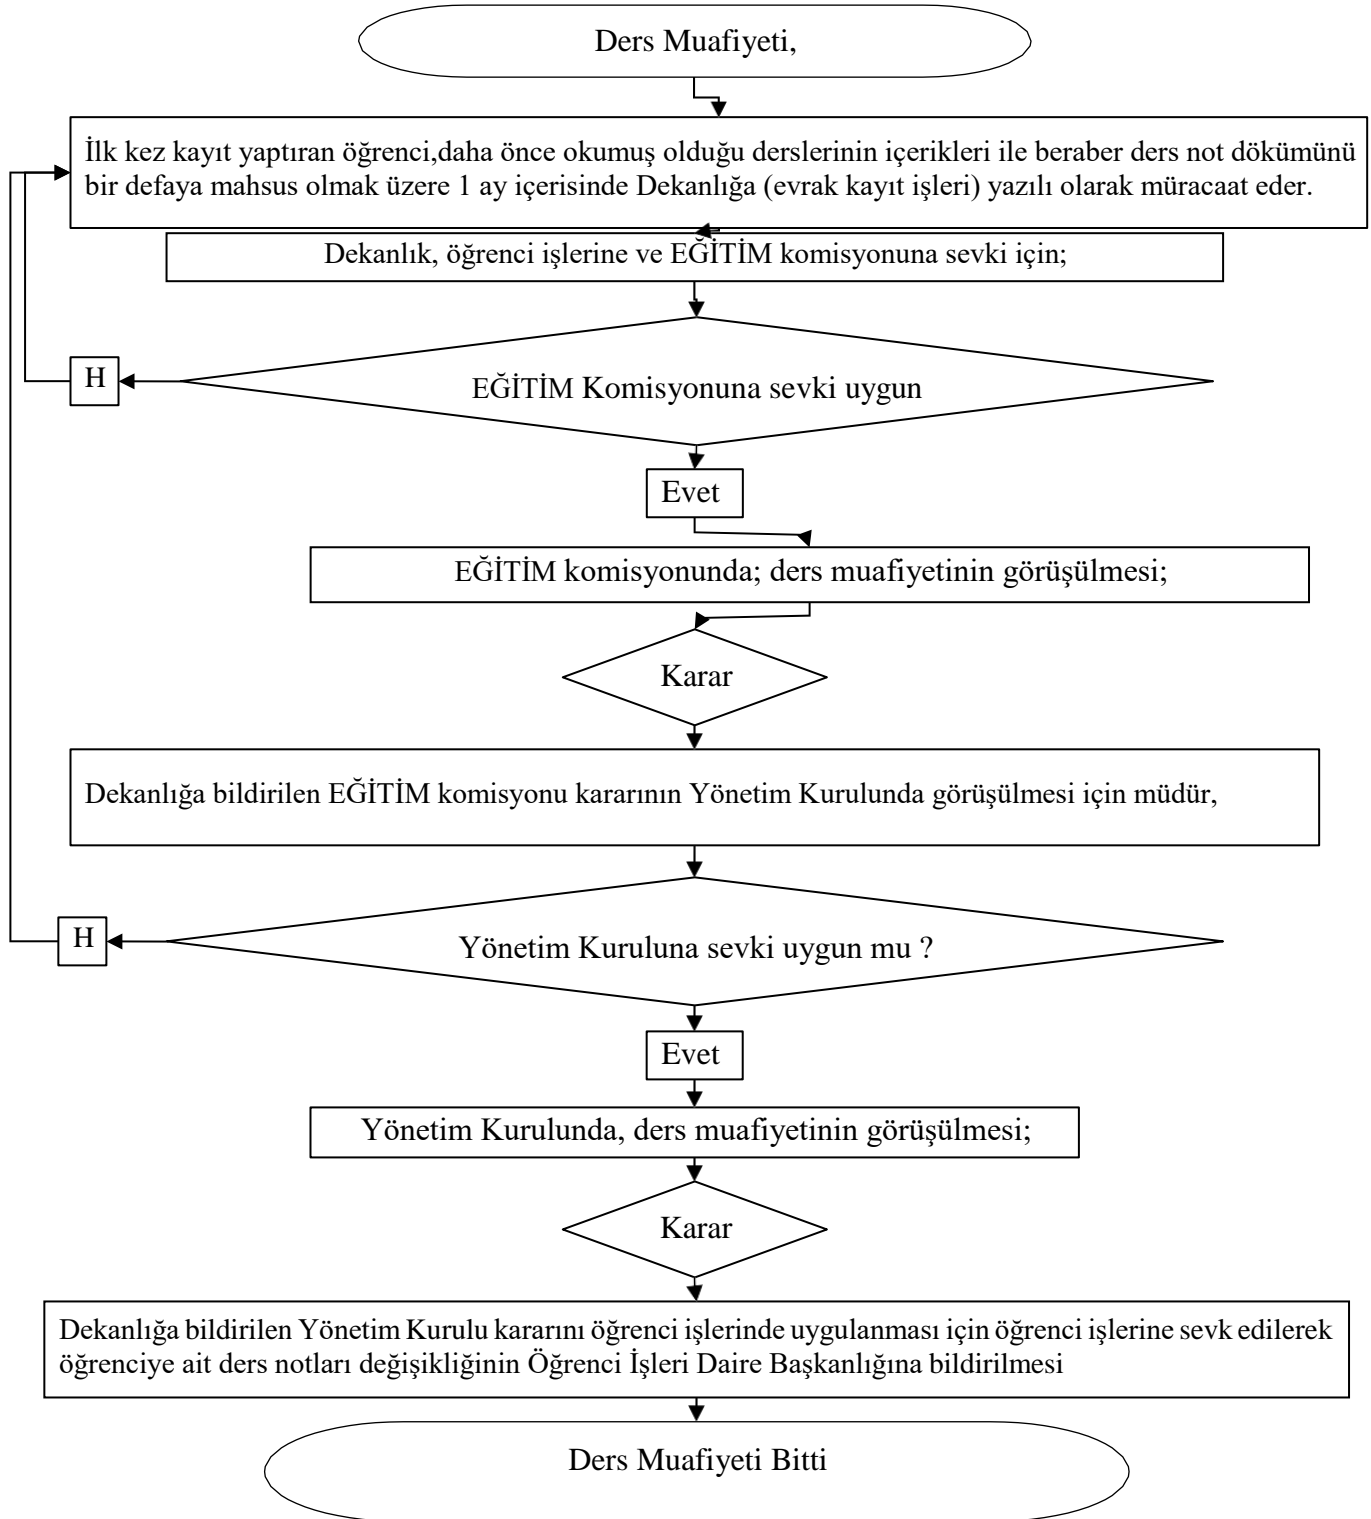 Ders Muafiyeti,
İlk kez kayıt yaptıran öğrenci,daha önce okumuş olduğu derslerinin içerikleri ile beraber ders not dökümünü
bir defaya mahsus olmak üzere 1 ay içerisinde Dekanlığa (evrak kayıt işleri) yazılı olarak müracaat eder.
Dekanlık, öğrenci işlerine ve EĞİTİM komisyonuna sevki için;
H
EĞİTİM Komisyonuna sevki uygun
Evet
EĞİTİM komisyonunda; ders muafiyetinin görüşülmesi;
Karar
Dekanlığa bildirilen EĞİTİM komisyonu kararının Yönetim Kurulunda görüşülmesi için müdür,
H
Yönetim Kuruluna sevki uygun mu ?
Evet
Yönetim Kurulunda, ders muafiyetinin görüşülmesi;
Karar
Dekanlığa bildirilen Yönetim Kurulu kararını öğrenci işlerinde uygulanması için öğrenci işlerine sevk edilerek
öğrenciye ait ders notları değişikliğinin Öğrenci İşleri Daire Başkanlığına bildirilmesi
Ders Muafiyeti Bitti